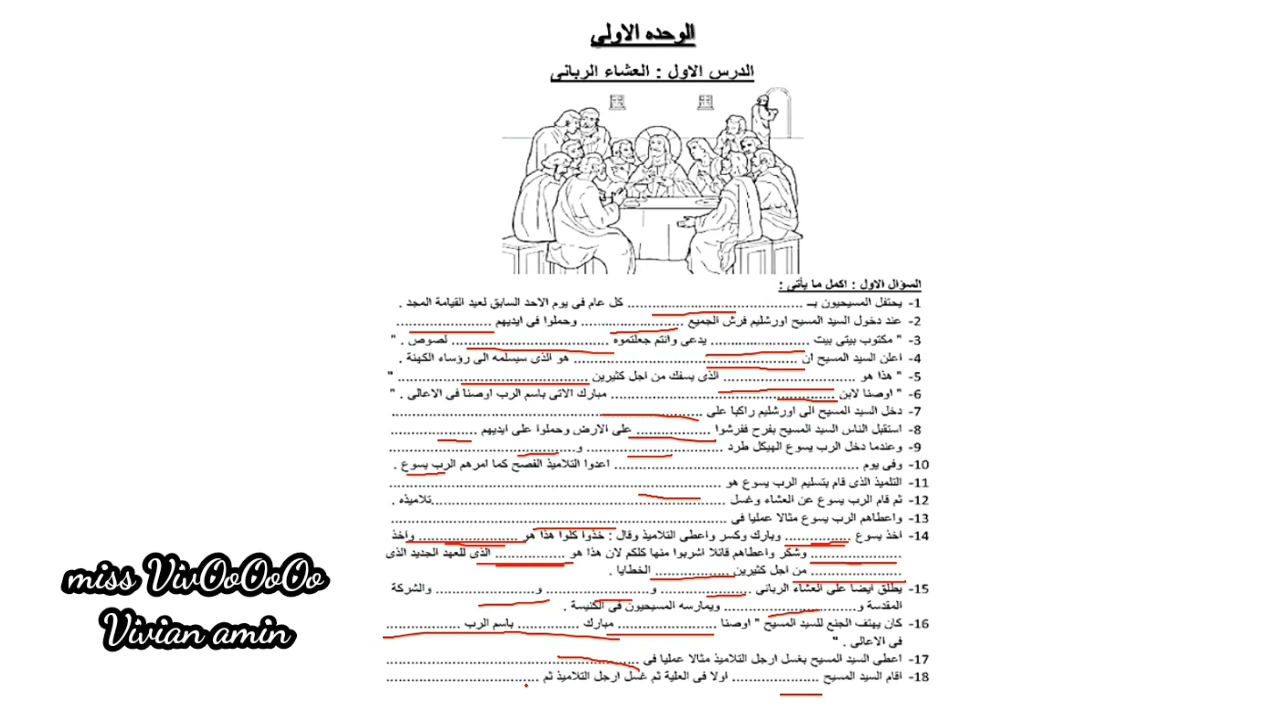 الوحده الاولي
الدرس الاول : العشاء الرباني
السؤال الاول : اكمل ما يأتي :
1- يحتفل المسيحيون بـــ .......................................... كل عام فى يوم الاحد السابق لعيد القيامة المجد .
2- عند دخول السيد المسيح اورشليم فرش الجميع ......................... وحملوا فى ايديهم .........................
3- " مكتوب بيتى بيت ......................... يدعى وانتم جعلتموه ................................... لصوص . "
4- اعلن السيد المسيح ان ...................................................... هو الذى سيسلمه الى رؤساء الكهنة .
5- " هذا هو ................................ الذى يسفك من اجل كثيرين ................................................ "
6- " اوصنا لابن ...................................................... مبارك الاتى باسم الرب اوصنا فى الاعالى . "
7- دخل السيد المسيح الى اورشليم راكبا على ..............................................................................
8- استقبل الناس السيد المسيح بفرح ففرشوا .................. على الارض وحملوا على ايديهم .....................
9- وعندما دخل الرب يسوع الهيكل طرد ................................. و................................................
10- وفى يوم ............................................................ اعدوا التلاميذ الفصح كما امرهم الرب يسوع .
11- التلميذ الذى قام بتسليم الرب يسوع هو .................................................................................
12- ثم قام الرب يسوع عن العشاء وغسل ................................................................تلاميذه .
13- واعطاهم الرب يسوع مثالا عمليا فى ...................................................................................
14- اخذ يسوع ................ وبارك وكسر واعطى التلاميذ وقال : خذوا كلوا هذا هو ........................ واخذ
...................... وشكر واعطاهم قائلا اشربوا منها كلكم لان هذا هو .................. الذى للعهد الجديد الذى
......................... من اجل كثيرين .................... الخطايا .
15- يطلق ايضا على العشاء الربانى ...................... و......................... و......................... والشركة
المقدسة و................................ ويمارسه المسيحيون فى الكنيسة .
16- كان يهتف الجنع للسيد المسيح " اوصنا ........................ مبارك ................ باسم الرب ...................
فى الاعالى . "
17- اعطى السيد المسيح بغسل ارجل التلاميذ مثالا عمليا فى ...............................................................
18- اقام السيد المسيح ...................... اولا فى العلية ثم غسل ارجل التلاميذ ثم ......................................
miss VivOoOoOo
Vivian amin